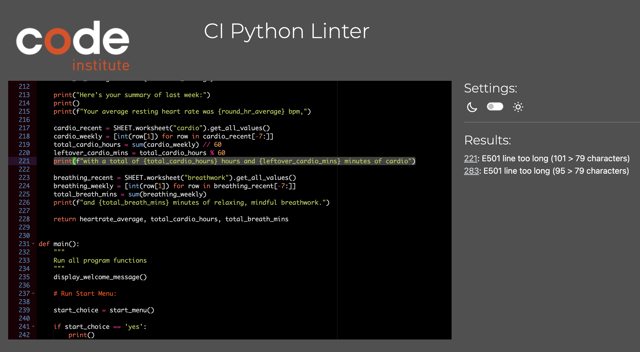 code
institute
CI Python Linter
212
213 print("Here's your summary of last week:")
214 print()
215 print(f"Your average resting heart rate was {round_hr_average} bpm,")
216
217 cardio_recent = SHEET.worksheet("cardio").get_all_values()
218 cardio_weekly = [int(row[1]) for row in cardio_recent[-7:]]
219 total_cardio_hours = sum(cardio_weekly) // 60
220 leftover_cardio_mins = total_cardio_hours % 60
221 print(f"with a total of {total_cardio_hours} hours and {leftover_cardio_mins} minutes of cardio")
222
223 breathing_recent = SHEET.worksheet("breathwork").get_all_values()
224 breathing_weekly = [int(row[1]) for row in breathing_recent[-7:]]
225 total_breath_mins = sum(breathing_weekly)
226 print(f"and {total_breath_mins} minutes of relaxing, mindful breathwork.")
227
228 return heartrate_average, total_cardio_hours, total_breath_mins
229
230
231 def main():
232 """
233 Run all program functions
234 """
235 display_welcome_message()
236
237 # Run Start Menu:
238
239 start_choice = start_menu()
240
241 if start_choice == 'yes':
242 print()
Settings:
Results:
221: E501 line too long (101 > 79 characters)
283: E501 line too long (95 > 79 characters)